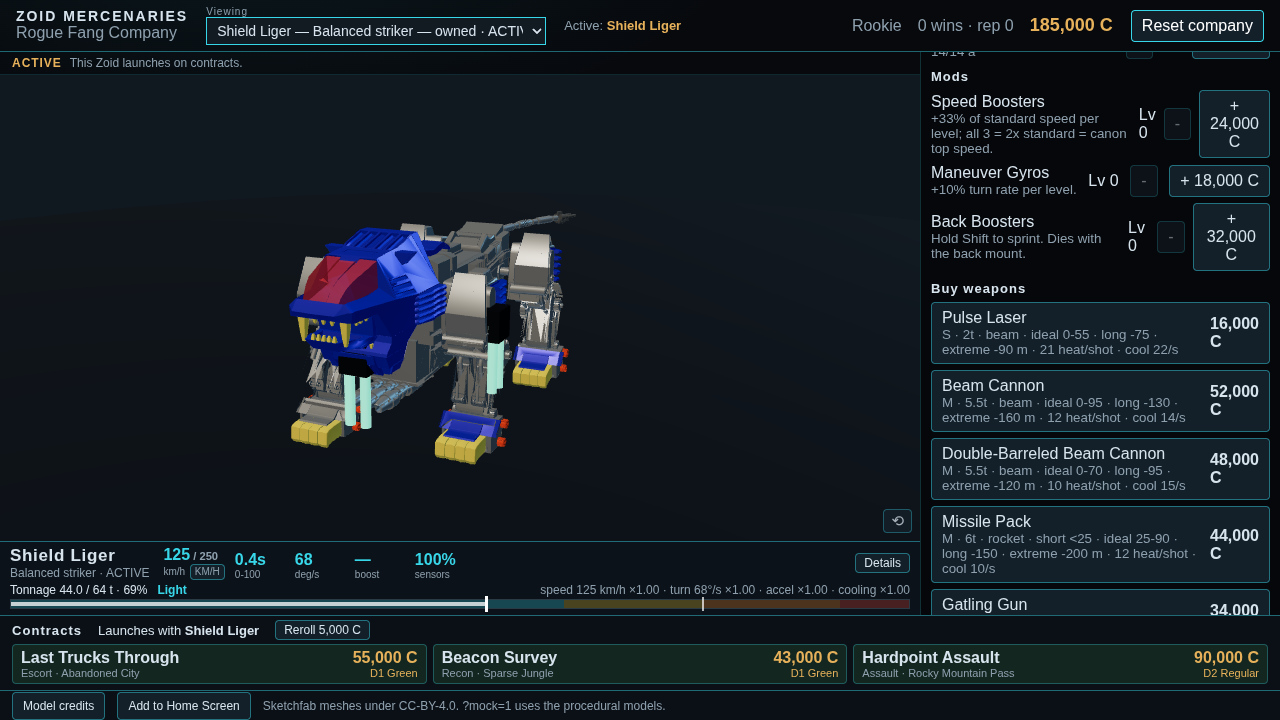 ZOID MERCENARIES
Rogue Fang Company
Viewing
Shield Liger — Balanced striker — owned · ACTIV
Active: Shield Liger
Rookie 0 wins · rep 0 185,000 C
Reset company
ACTIVE This Zoid launches on contracts.
Mods
Speed Boosters
+33% of standard speed per
level; all 3 = 2x standard = canon
top speed.
Lv
0
-
+
24,000
C
Maneuver Gyros
+10% turn rate per level.
Lv 0
-
+ 18,000 C
Back Boosters
Hold Shift to sprint. Dies with
the back mount.
Lv
0
-
+
32,000
C
Buy weapons
Pulse Laser
S · 2t · beam · ideal 0-55 · long -75 ·
extreme -90 m · 21 heat/shot · cool 22/s
16,000
C
Beam Cannon
M · 5.5t · beam · ideal 0-95 · long -130 ·
extreme -160 m · 12 heat/shot · cool 14/s
52,000
C
Double-Barreled Beam Cannon
M · 5.5t · beam · ideal 0-70 · long -95 ·
extreme -120 m · 10 heat/shot · cool 15/s
48,000
C
Missile Pack
M · 6t · rocket · short <25 · ideal 25-90 ·
long -150 · extreme -200 m · 12 heat/shot ·
cool 10/s
44,000
C
Gatling Gun
34,000
⟲
Shield Liger
Balanced striker · ACTIVE
125 / 250
km/h KM/H
0.4s
0-100
68
deg/s
—
boost
100%
sensors
Details
Tonnage 44.0 / 64 t · 69% Light
speed 125 km/h ×1.00 · turn 68°/s ×1.00 · accel ×1.00 · cooling ×1.00
Contracts Launches with Shield Liger
Reroll 5,000 C
Last Trucks Through 55,000 C
Escort · Abandoned City D1 Green
Beacon Survey 43,000 C
Recon · Sparse Jungle D1 Green
Hardpoint Assault 90,000 C
Assault · Rocky Mountain Pass D2 Regular
Model credits
Add to Home Screen
Sketchfab meshes under CC-BY-4.0. ?mock=1 uses the procedural models.